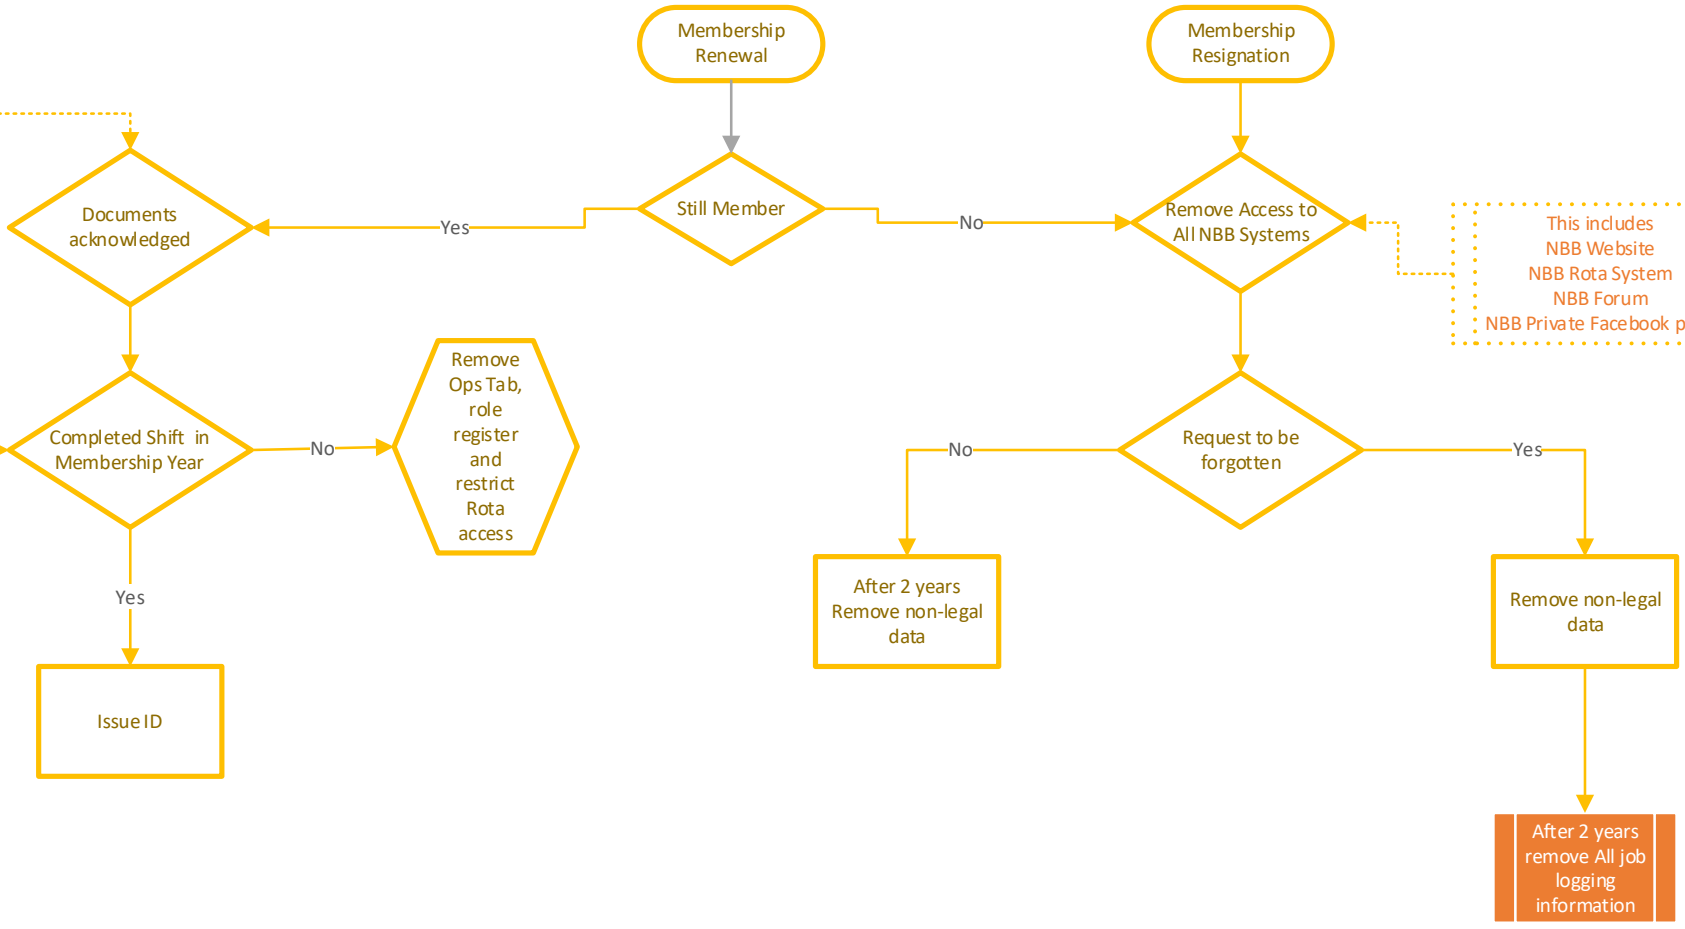 Membership
Renewal
Membership
Resignation
Documents
acknowledged
Yes
Still Member
No
Remove Access to
All NBB Systems
This includes
NBB Website
NBB Rota System
NBB Forum
NBB Private Facebook p
Completed Shift in
Membership Year
No
Remove
Ops Tab,
role
register
and
restrict
Rota
access
No
Request to be
forgotten
Yes
Yes
After 2 years
Remove non-legal
data
Remove non-legal
data
Issue ID
After 2 years
remove All job
logging
information